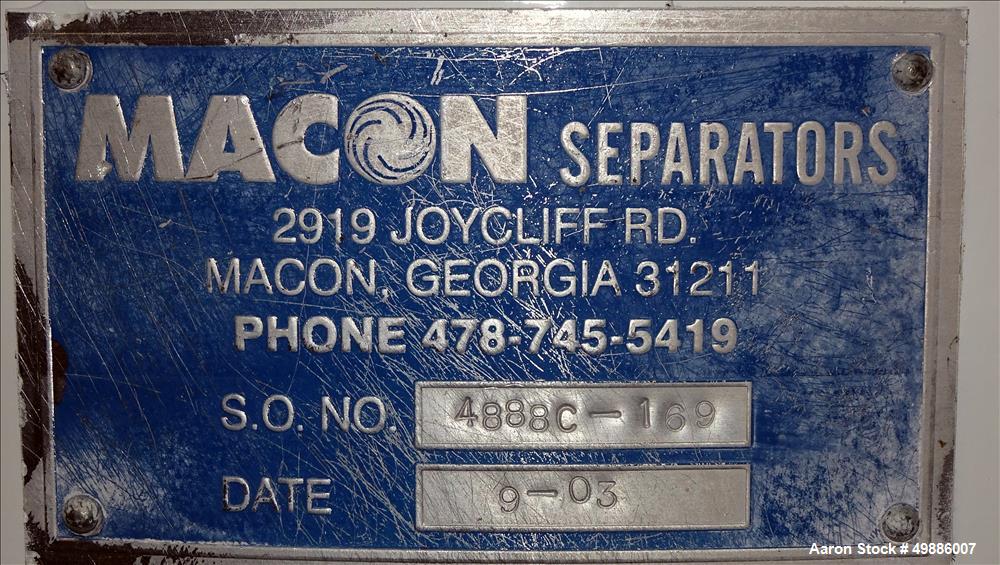 MACON SEPARATORS
2919 JOYCLIFF RD.
MACON, GEORGIA 31211
PHONE 478-745-5419
S.O. NO. 4888C-169
DATE 9-03
Aaron Stock # 49886007